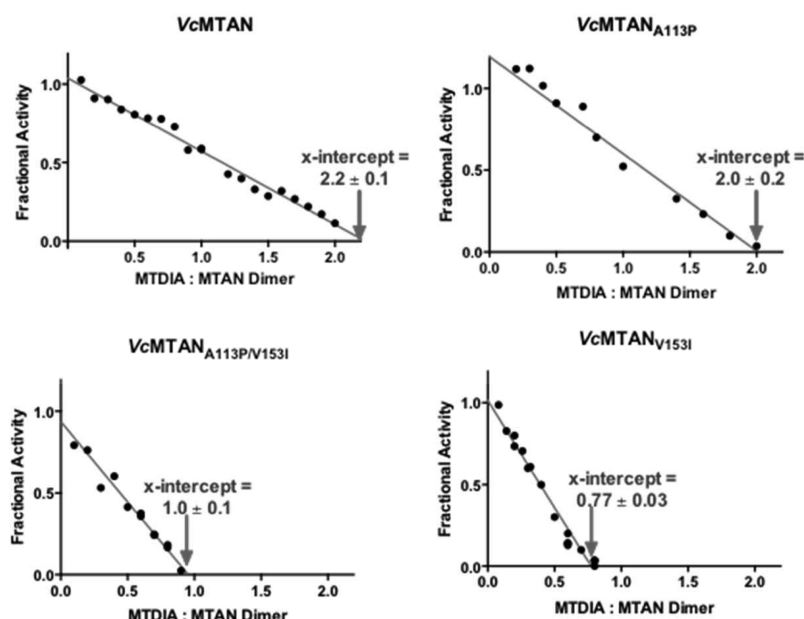 VcMTAN
Fractional Activity
1.0
0.5
0.0
x-intercept =
2.2 ± 0.1
0.5
1.0
1.5
2.0
MTDIA : MTAN Dimer
VcMTANA113P
Fractional Activity
1.0
0.5
0.0
x-intercept =
2.0 ± 0.2
0.0
0.5
1.0
1.5
2.0
MTDIA : MTAN Dimer
VcMTANA113P/V153I
Fractional Activity
1.0
0.5
0.0
x-intercept =
1.0 ± 0.1
0.0
0.5
1.0
1.5
2.0
MTDIA : MTAN Dimer
VcMTANV153I
Fractional Activity
1.0
0.5
0.0
x-intercept =
0.77 ± 0.03
0.0
0.5
1.0
1.5
2.0
MTDIA : MTAN Dimer